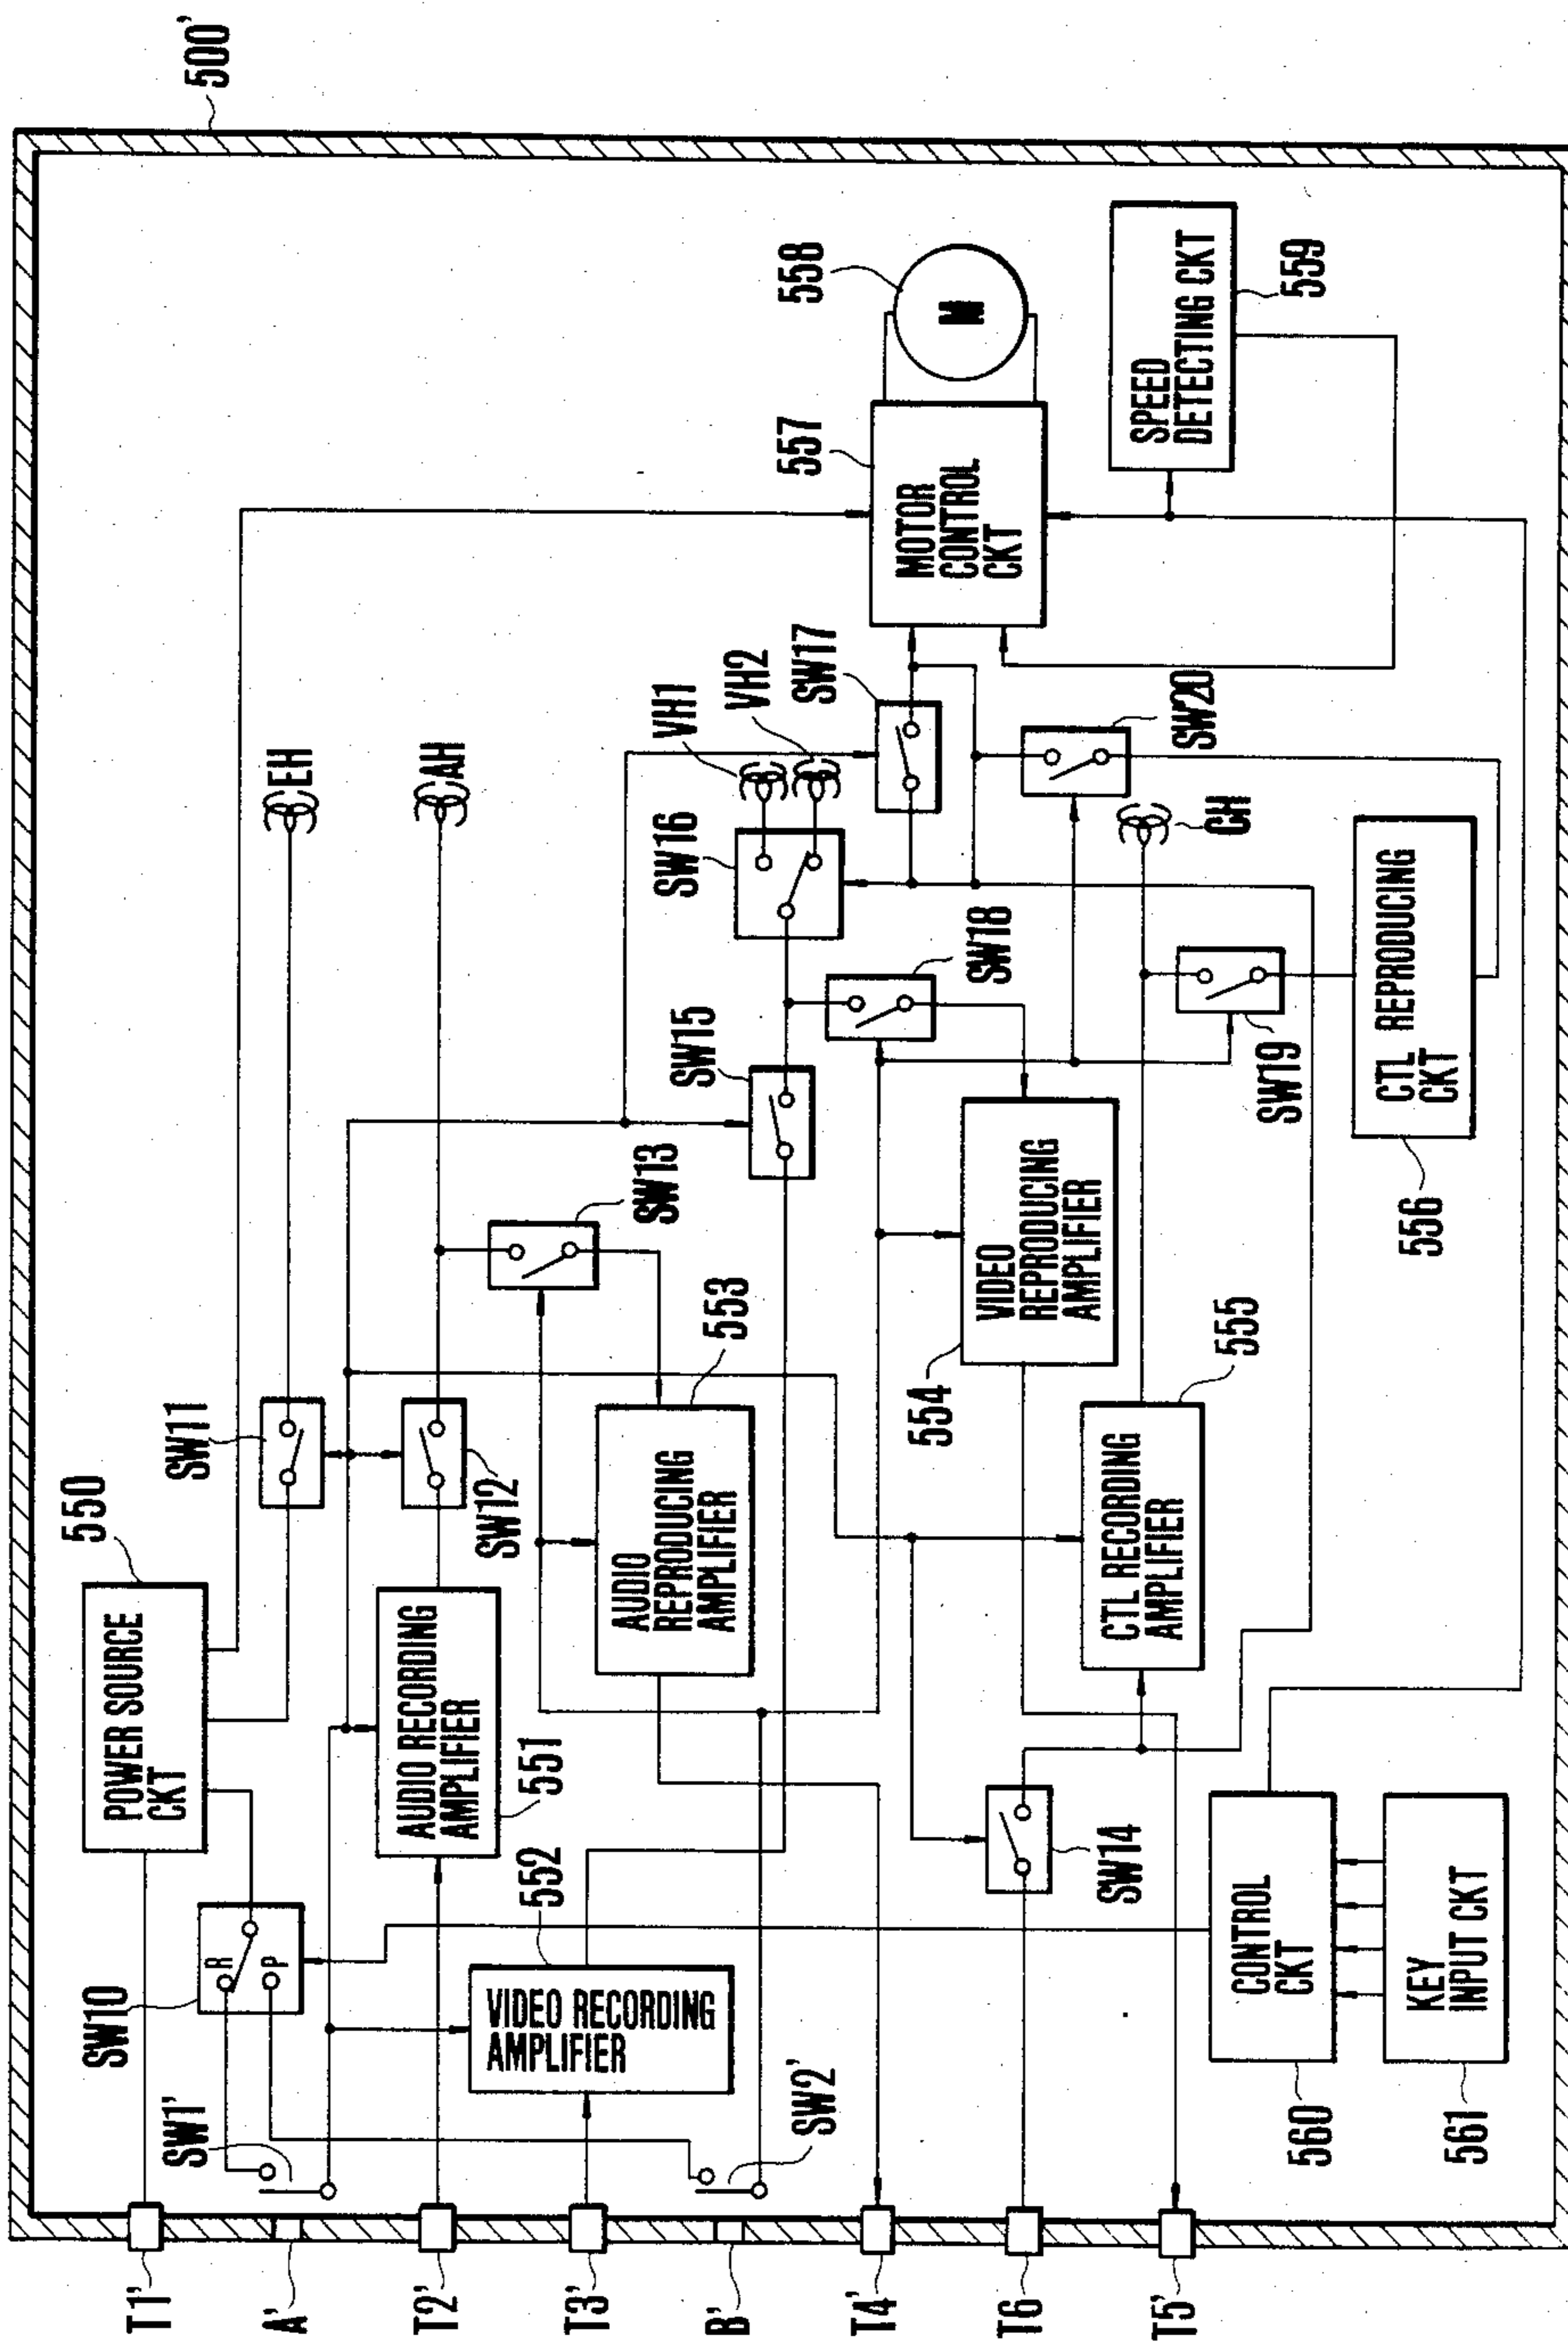 500'
T1'
A'
T2'
T3'
B'
T4'
T6
T5'
SW1'
SW10
R
P
550
POWER SOURCE
CKT
SW11
EH
AUDIO RECORDING
AMPLIFIER
551
SW12
AH
552
VIDEO RECORDING
AMPLIFIER
SW2'
SW13
553
AUDIO
REPRODUCING
AMPLIFIER
SW15
SW16
VH1
VH2
SW17
SW18
557
MOTOR
CONTROL
CKT
558
M
554
VIDEO
REPRODUCING
AMPLIFIER
SW20
SW14
555
CTL RECORDING
AMPLIFIER
CH
SW19
SPEED
DETECTING CKT
559
CONTROL
CKT
560
556
CTL REPRODUCING
CKT
KEY
INPUT CKT
561